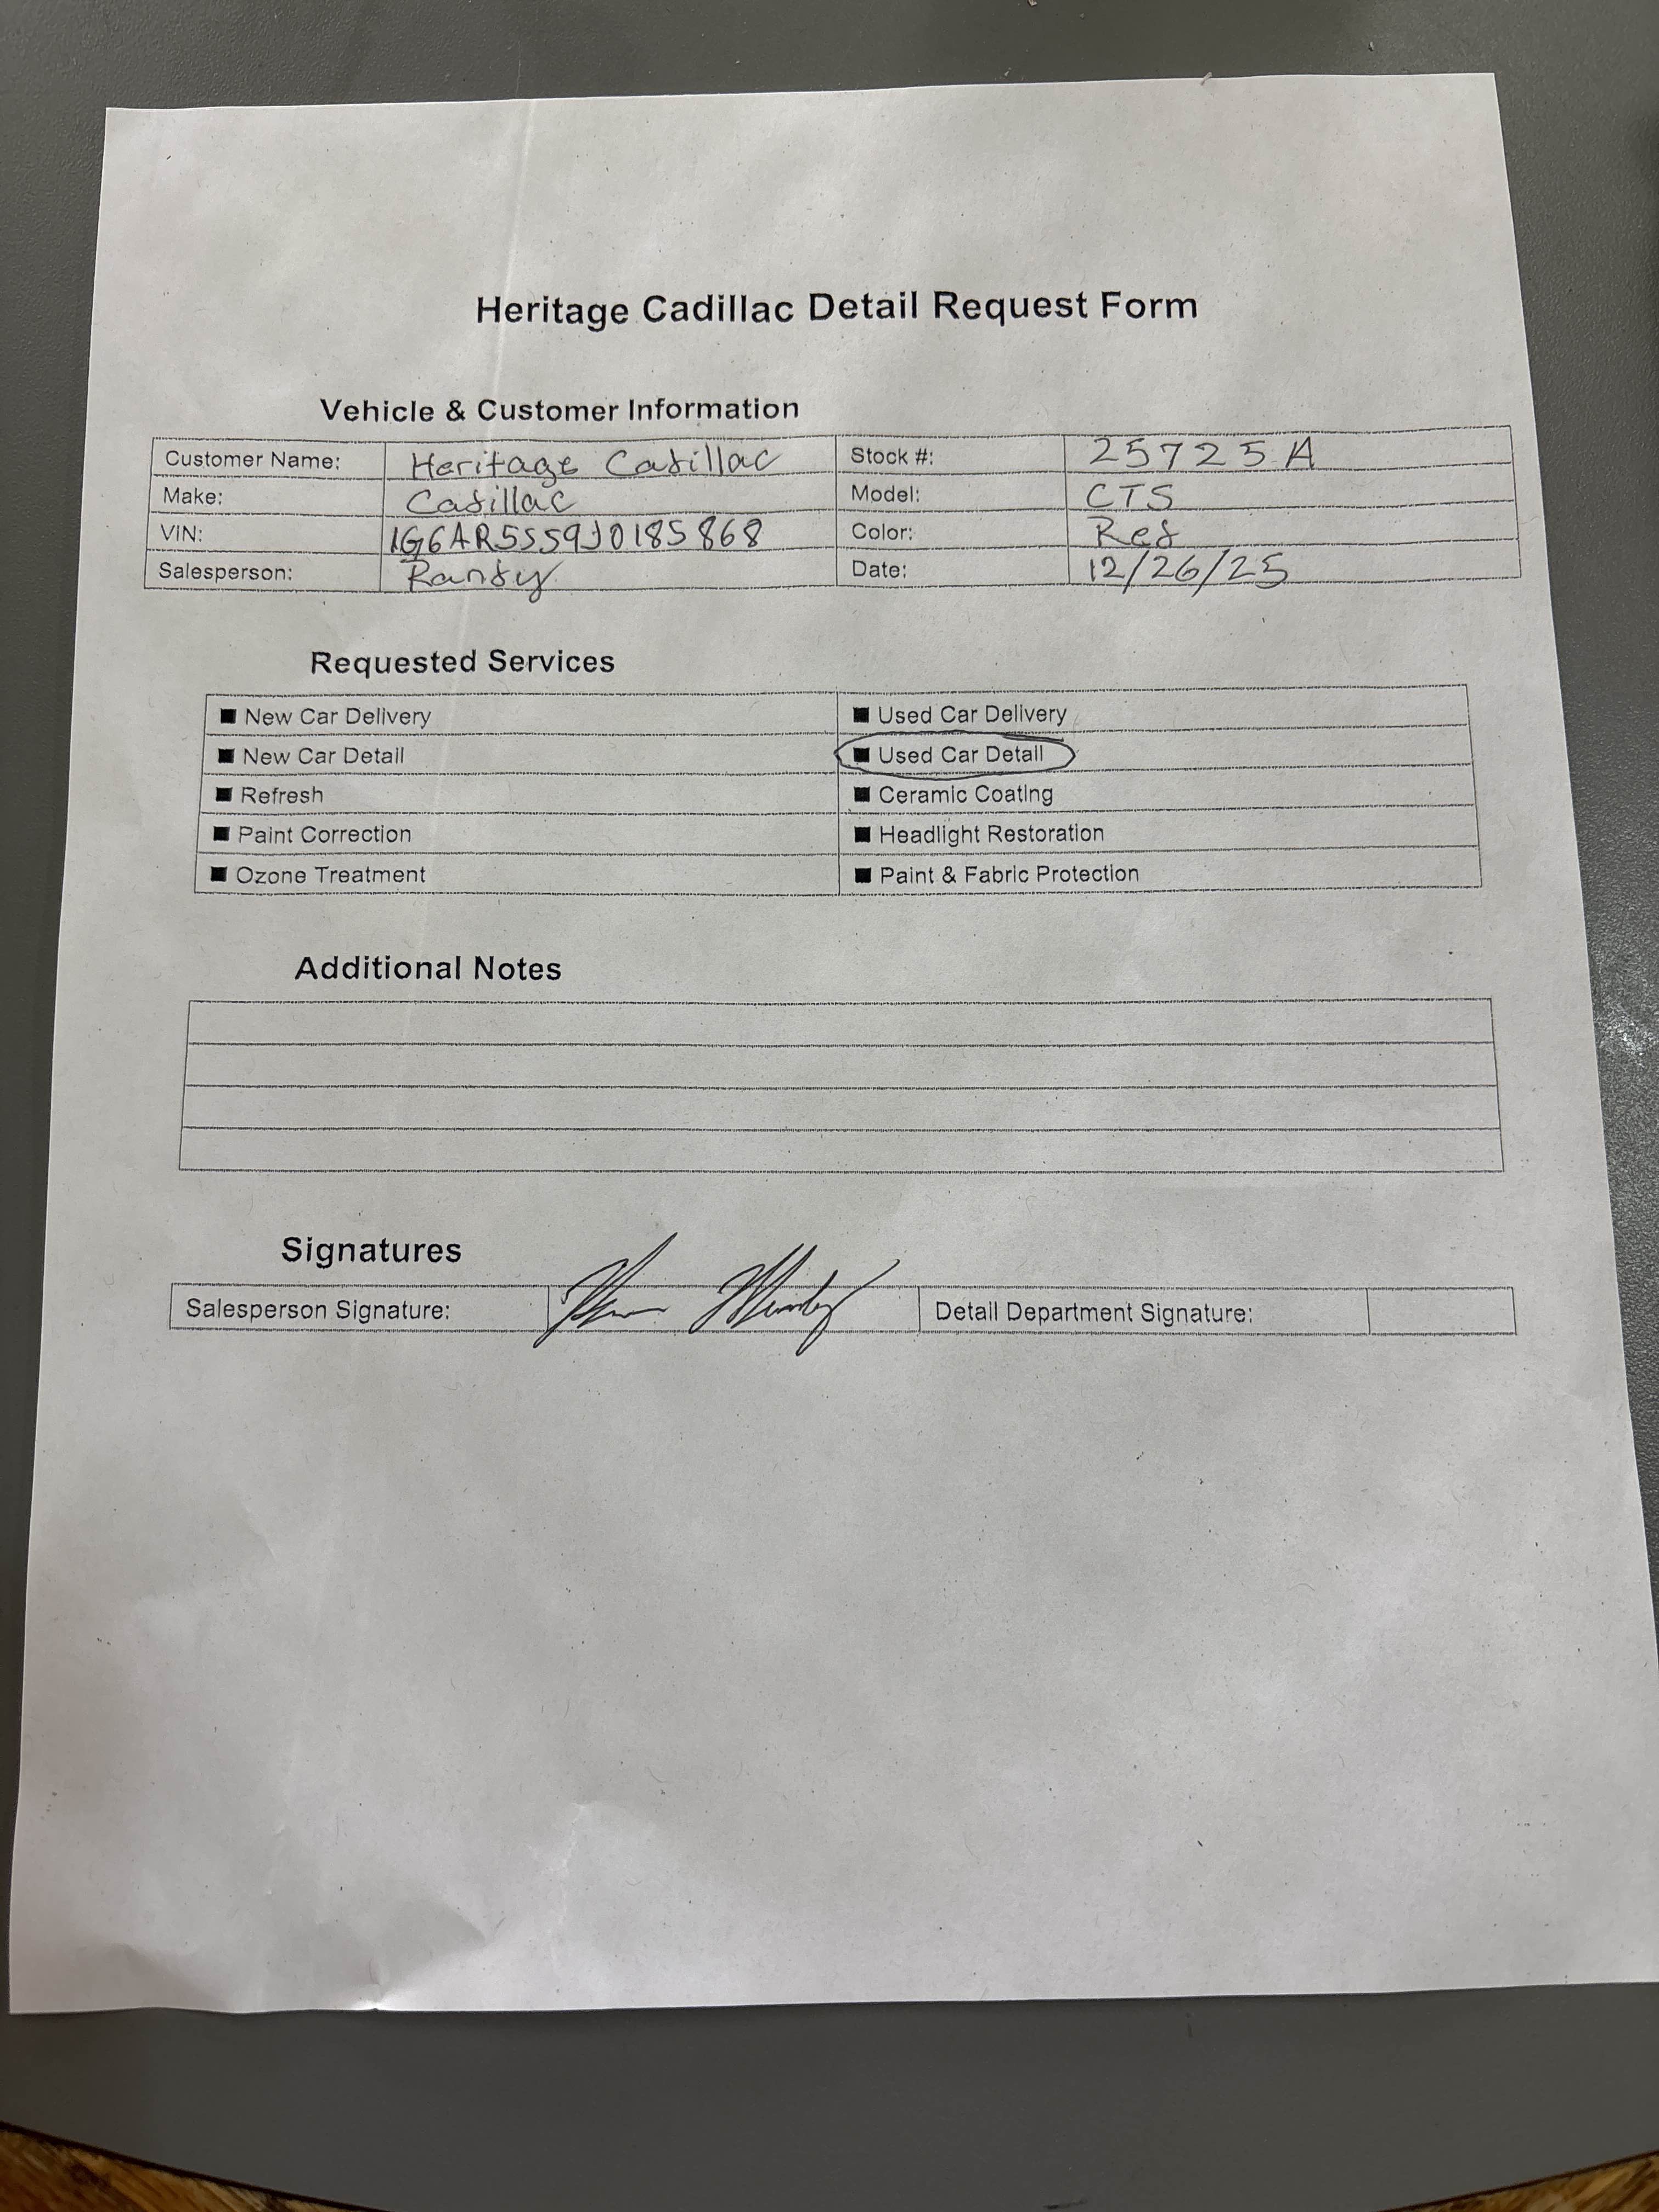 Heritage Cadillac Detail Request Form
Vehicle & Customer Information
Customer Name: Heritage Cadillac Stock #: 25725A
Make: Cadillac Model: CTS
VIN: 1G6AR5SS9J0185868 Color: Red
Salesperson: Randy Date: 12/26/25
Requested Services
■ New Car Delivery ■ Used Car Delivery
■ New Car Detail ■ Used Car Detail
■ Refresh ■ Ceramic Coating
■ Paint Correction ■ Headlight Restoration
■ Ozone Treatment ■ Paint & Fabric Protection
Additional Notes
Signatures
Salesperson Signature: Detail Department Signature: